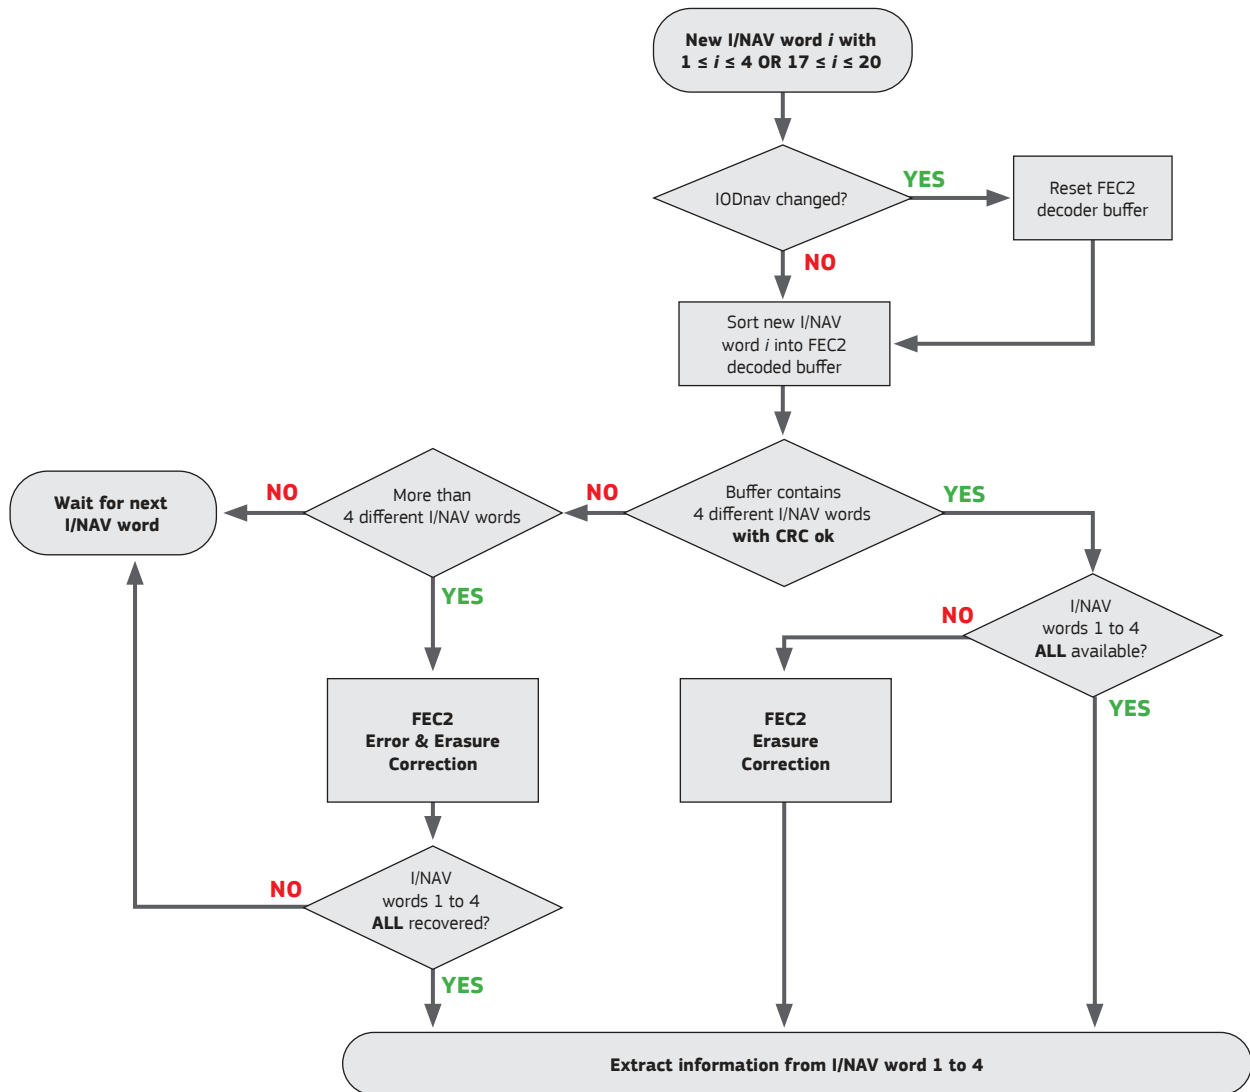 New I/NAV word i with
1 ≤ i ≤ 4 OR 17 ≤ i ≤ 20
IODnav changed?
YES
Reset FEC2
decoder buffer
NO
Sort new I/NAV
word i into FEC2
decoded buffer
Buffer contains
4 different I/NAV words
with CRC ok
NO
YES
More than
4 different I/NAV words
NO
YES
Wait for next
I/NAV word
I/NAV
words 1 to 4
ALL available?
NO
YES
FEC2
Error & Erasure
Correction
FEC2
Erasure
Correction
I/NAV
words 1 to 4
ALL recovered?
NO
YES
Extract information from I/NAV word 1 to 4